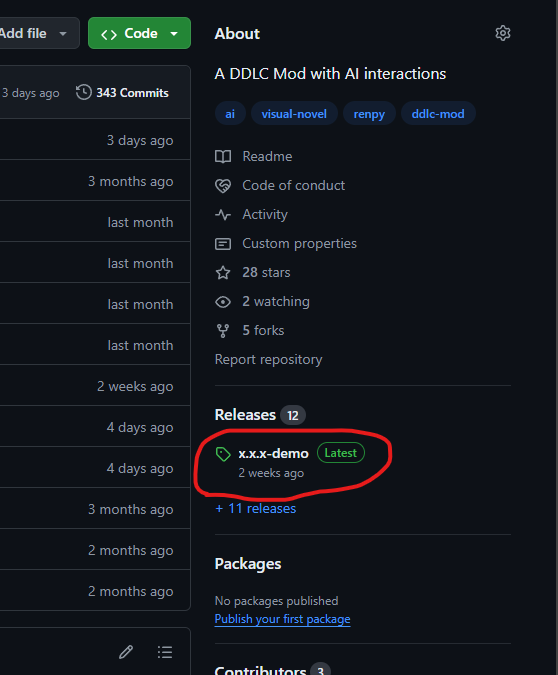 Add file
Code
3 days ago
343 Commits
3 days ago
3 months ago
last month
last month
last month
last month
2 weeks ago
4 days ago
4 days ago
3 months ago
2 months ago
2 months ago
About
A DDLC Mod with AI interactions
ai
visual-novel
renpy
ddlc-mod
Readme
Code of conduct
Activity
Custom properties
28 stars
2 watching
5 forks
Report repository
Releases 12
x.x.x-demo Latest
2 weeks ago
+ 11 releases
Packages
No packages published
Publish your first package
Contributors 3